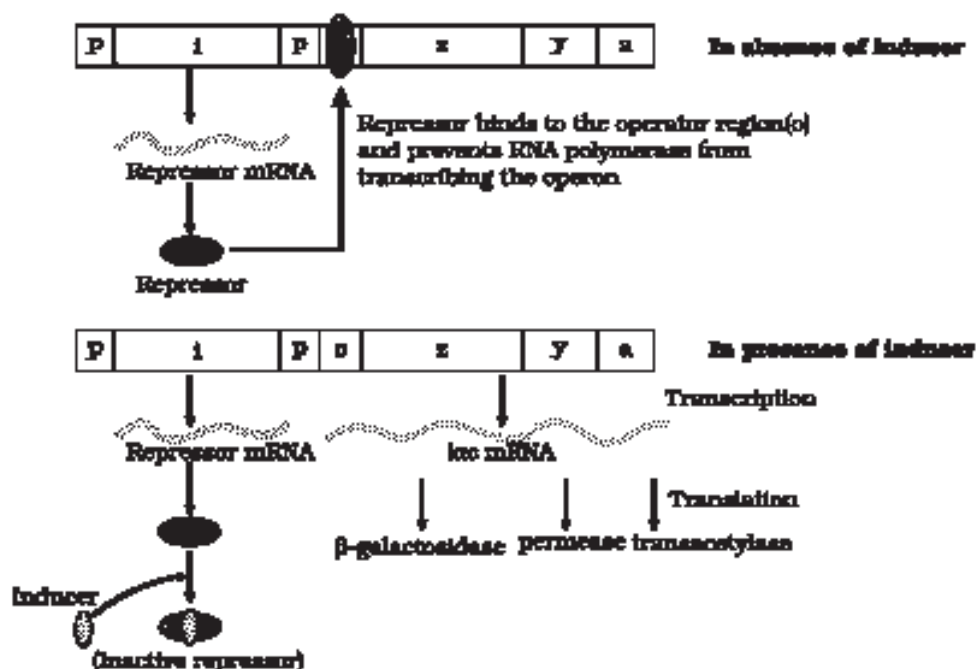 p i p z y a
In absence of inducer
Repressor binds to the operator region(o)
and prevents RNA polymerase from
transcribing the operon
Repressor mRNA
Repressor
p i p o z y a
In presence of inducer
Transcription
Repressor mRNA
lac mRNA
Translation
β-galactosidase permease transacetylase
Inducer
(Inactive repressor)